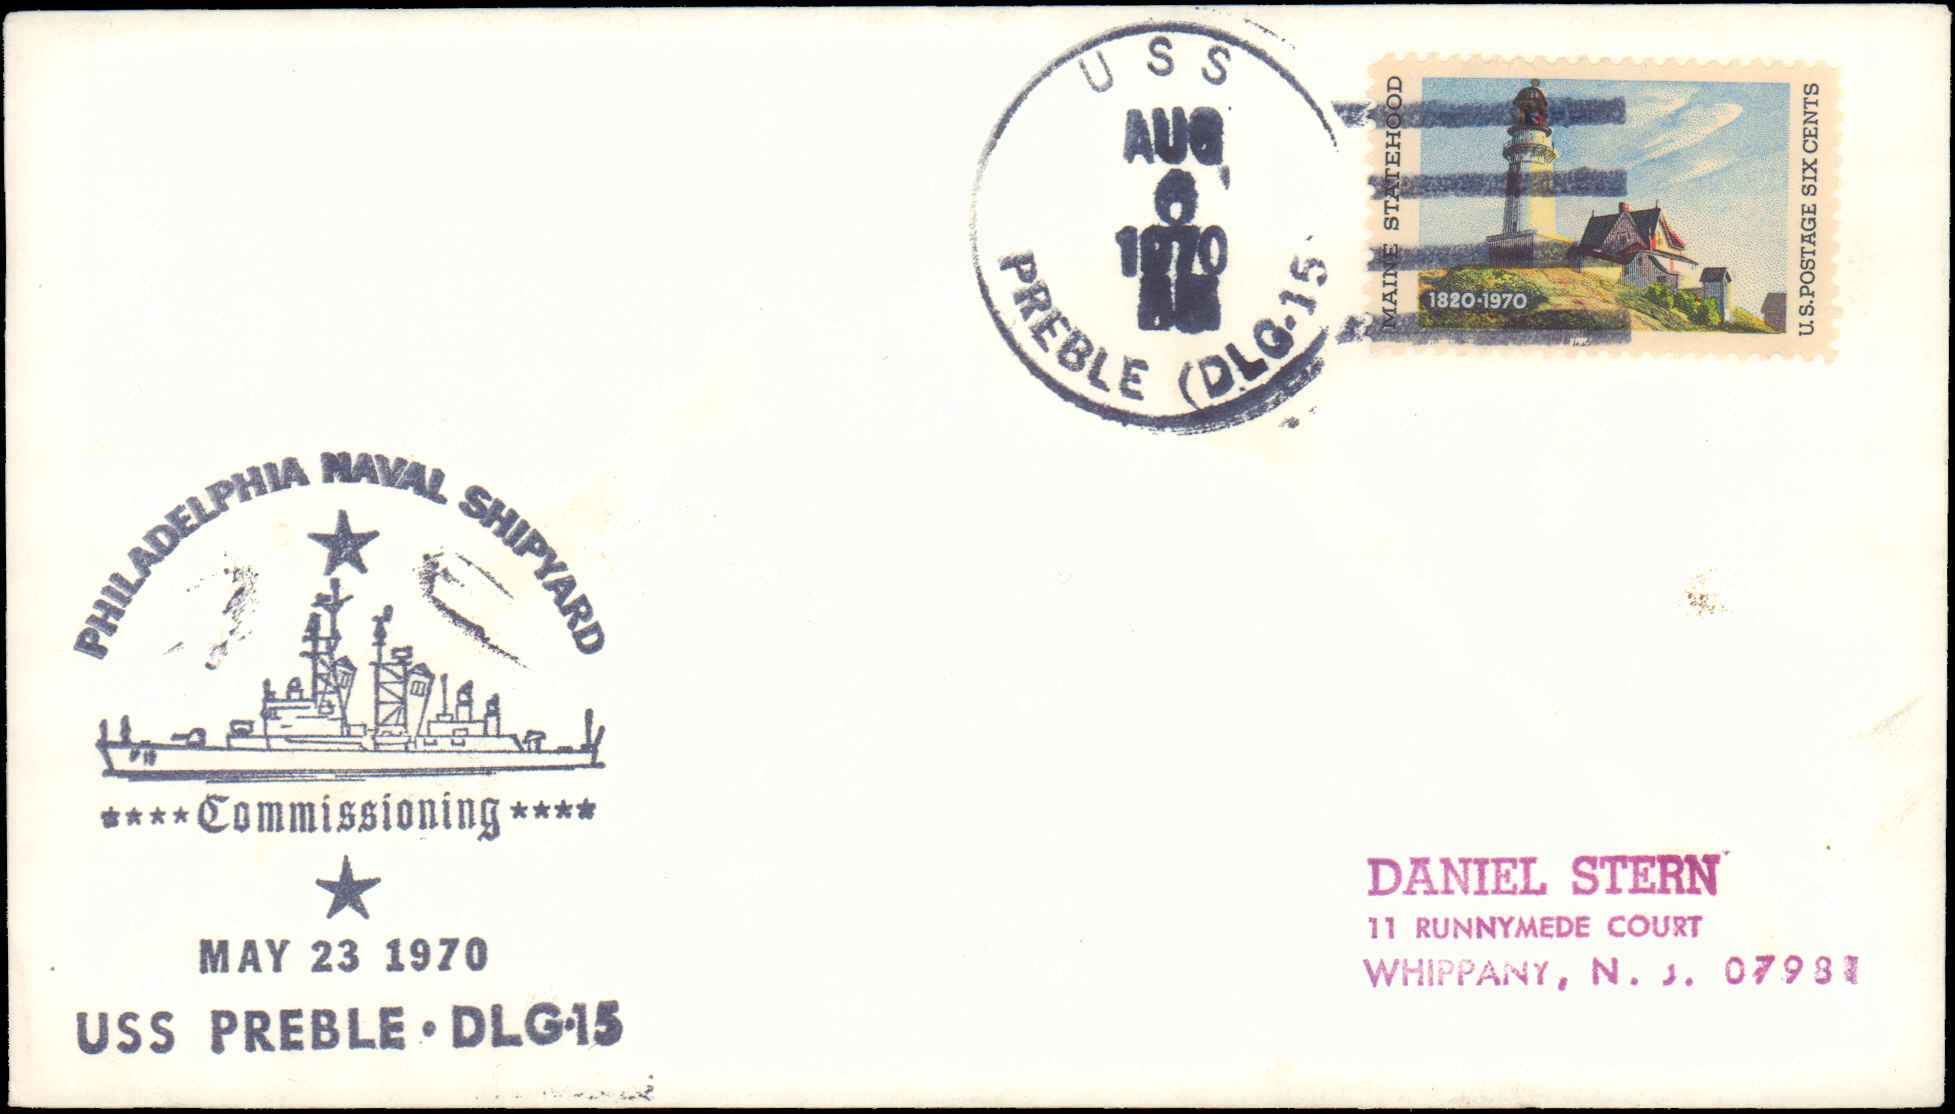 USS
AUG
1970
PREBLE (DLG-15
MAINE STATEHOOD
1820·1970
U.S. POSTAGE SIX CENTS
PHILADELPHIA NAVAL SHIPYARD
****Commissioning****
MAY 23 1970
USS PREBLE · DLG-15
DANIEL STERN
11 RUNNYMEDE COURT
WHIPPANY, N. J. 07981